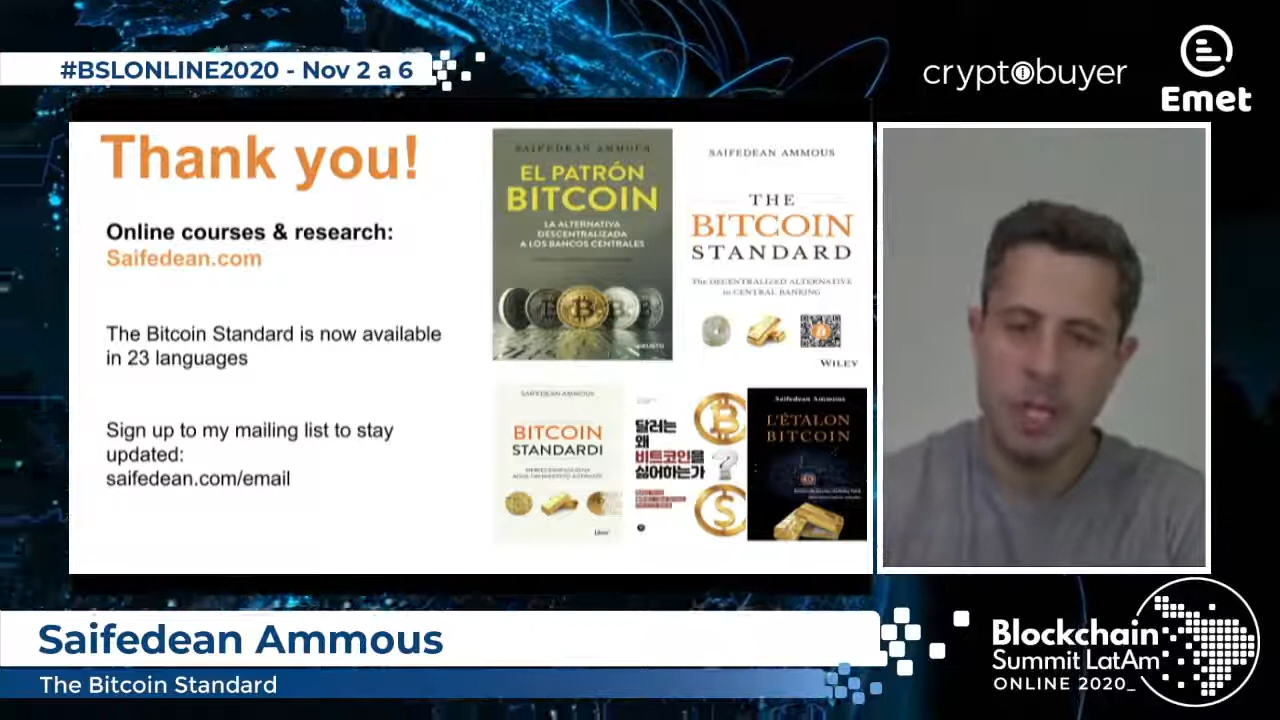 #BSLONLINE2020 - Nov 2 a 6
cryptobuyer
Emet
Thank you!
Online courses & research:
Saifedean.com
The Bitcoin Standard is now available
in 23 languages
Sign up to my mailing list to stay
updated:
saifedean.com/email
SAIFEDEAN AMMOUS
EL PATRÓN
BITCOIN
LA ALTERNATIVA
DESCENTRALIZADA
A LOS BANCOS CENTRALES
SAIFEDEAN AMMOUS
THE
BITCOIN
STANDARD
The DECENTRALIZED ALTERNATIVE
to CENTRAL BANKING
WILEY
SAIFEDEAN AMMOUS
BITCOIN
STANDARDI
달러는
왜
비트코인을
싫어하는가
Saifedean Ammous
L'ÉTALON
BITCOIN
Saifedean Ammous
The Bitcoin Standard
Blockchain
Summit LatAm
ONLINE 2020_